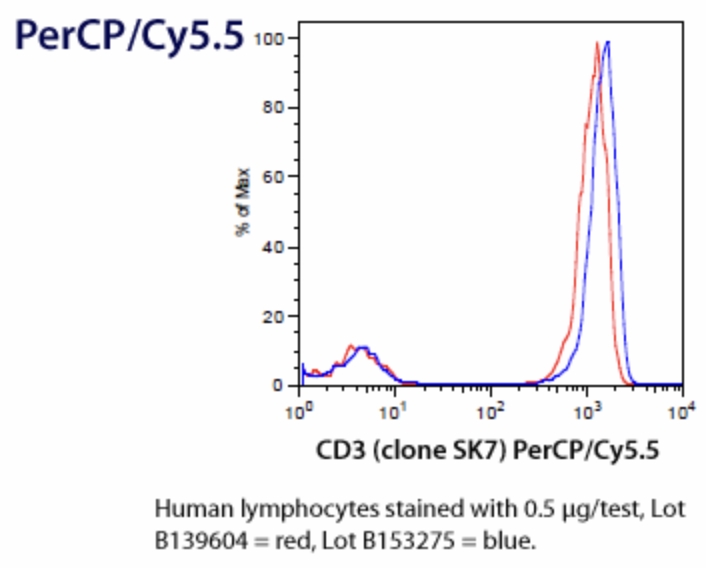 PerCP/Cy5.5
% of Max
100
80
60
40
20
0
10⁰ 10¹ 10² 10³ 10⁴
CD3 (clone SK7) PerCP/Cy5.5
Human lymphocytes stained with 0.5 µg/test, Lot
B139604 = red, Lot B153275 = blue.